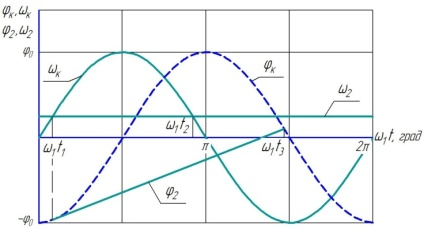 φк, ωк
φ2, ω2
φ0
ωк
φк
ω2
ω1t1
ω1t2
π
ω1t3
2π
ω1t, град
φ2
-φ0